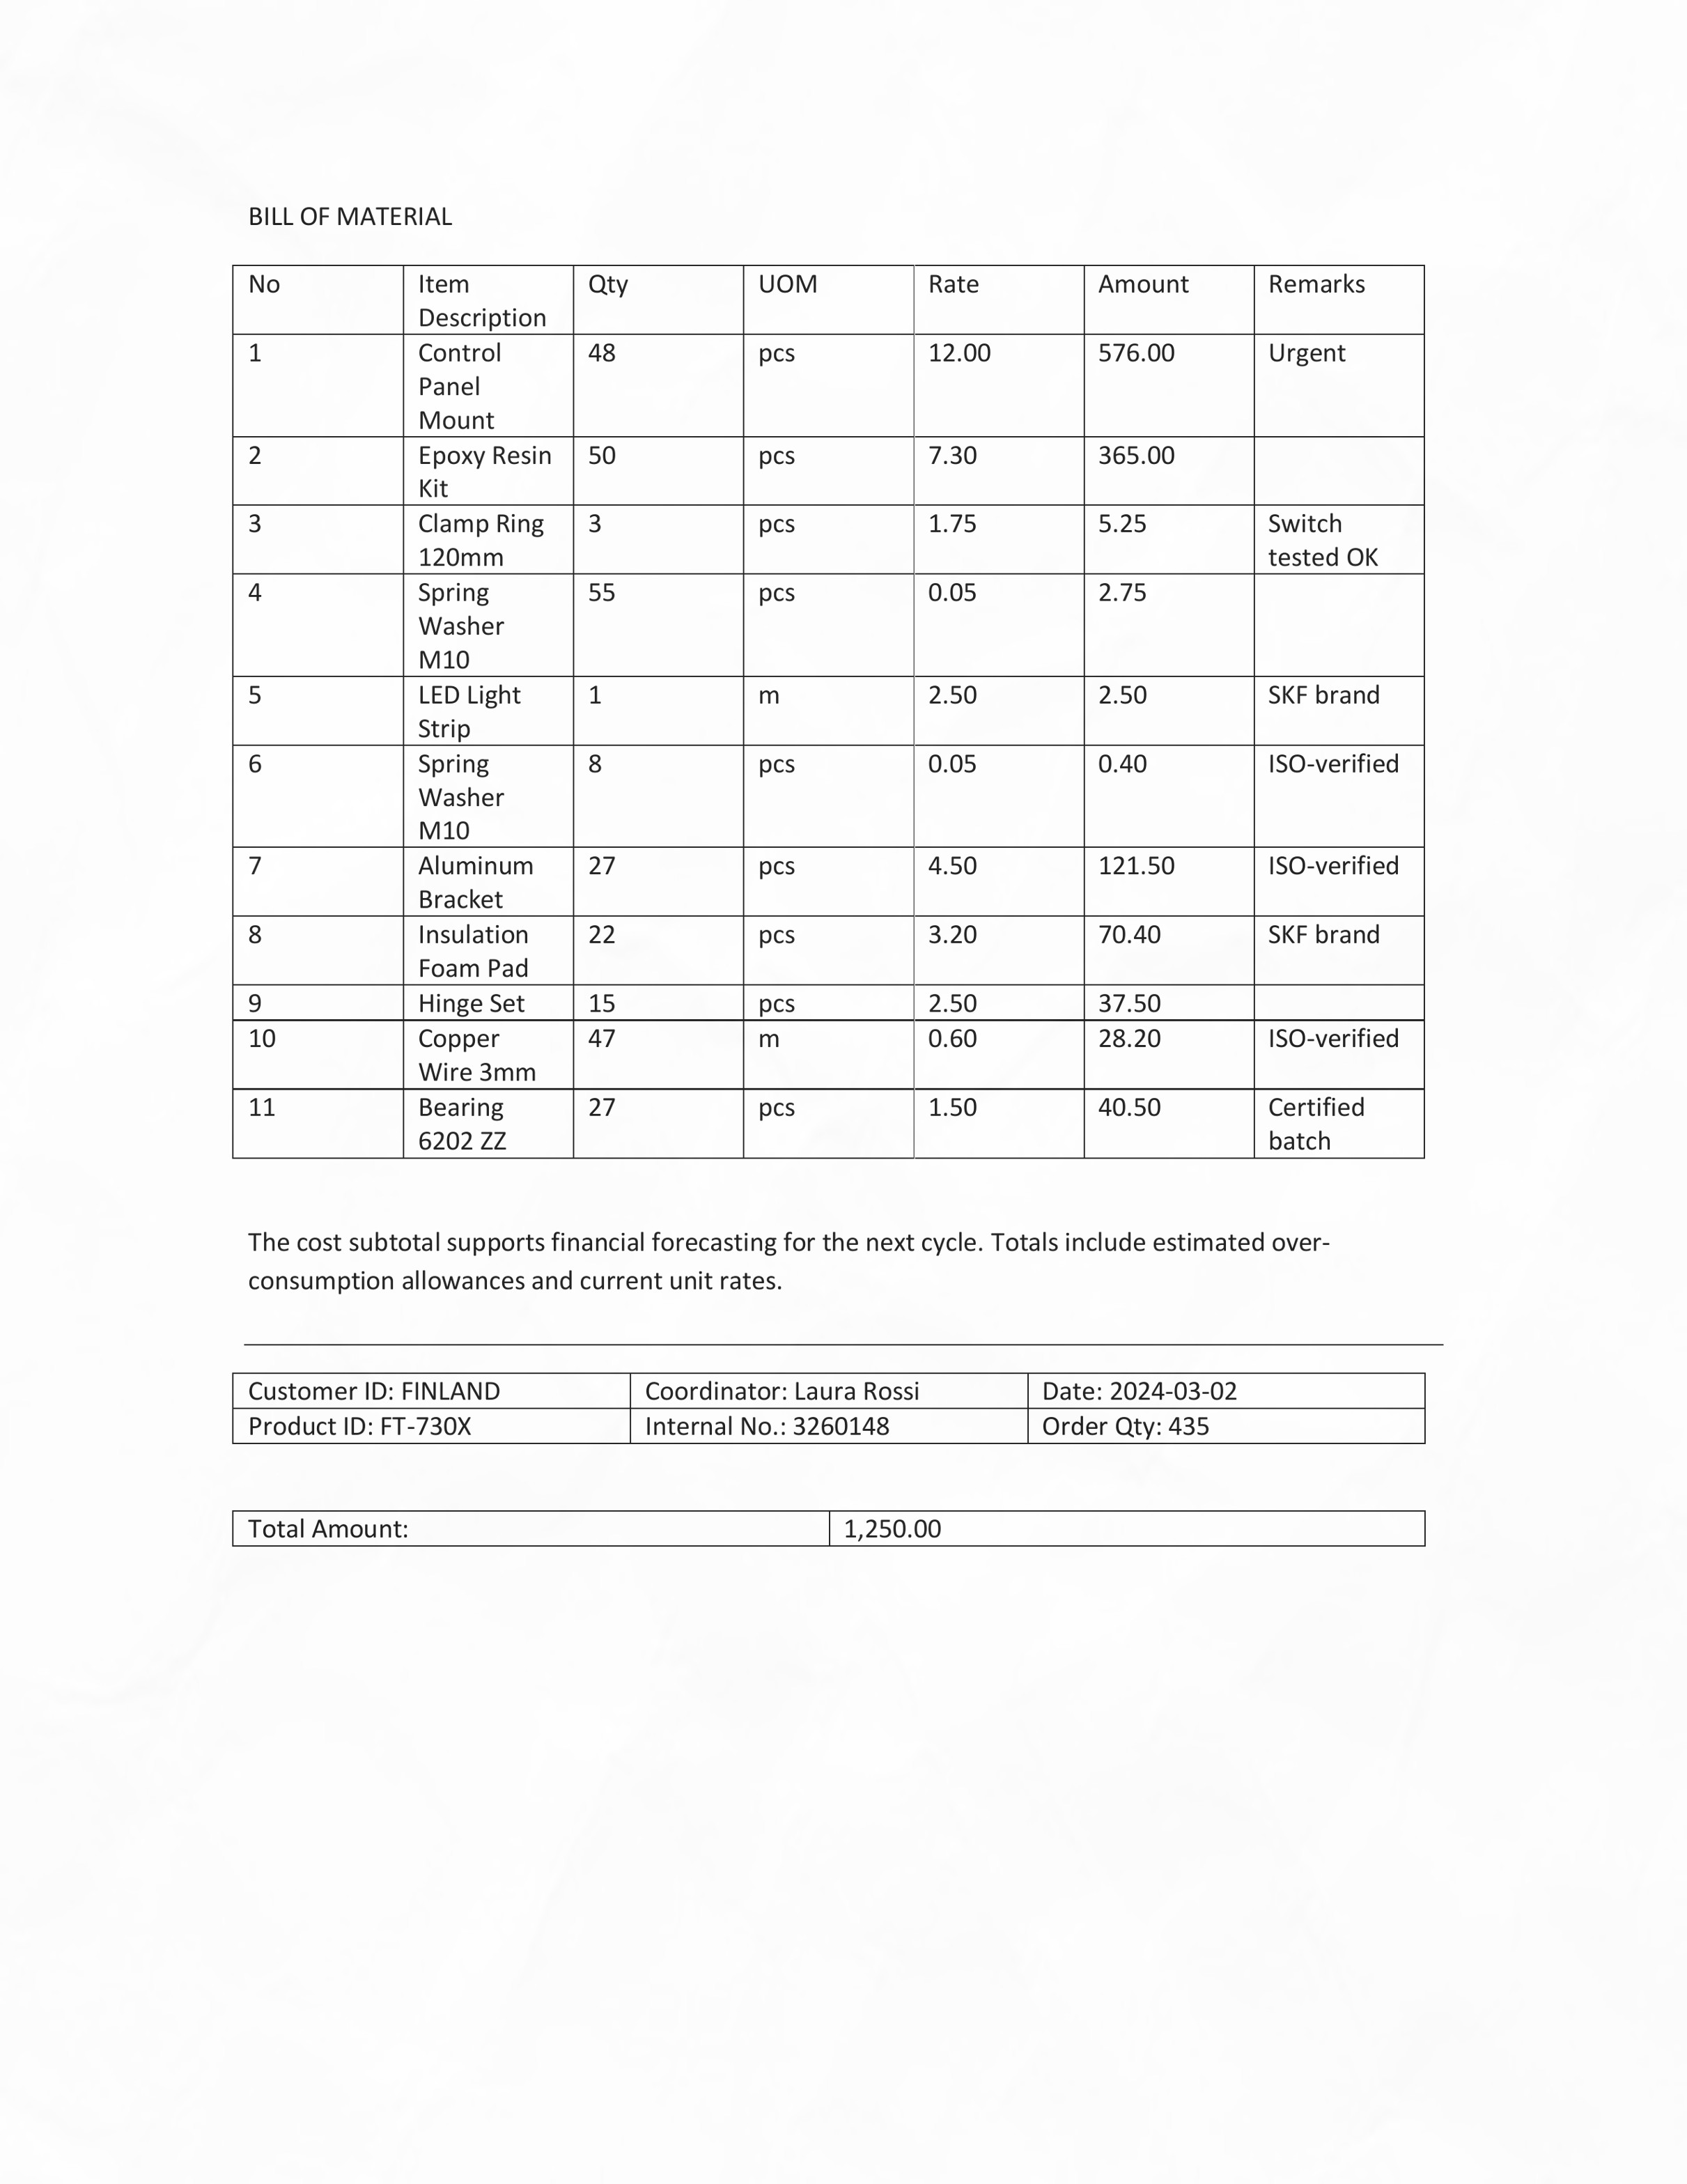 BILL OF MATERIAL
No Item Description Qty UOM Rate Amount Remarks
1 Control Panel Mount 48 pcs 12.00 576.00 Urgent
2 Epoxy Resin Kit 50 pcs 7.30 365.00
3 Clamp Ring 120mm 3 pcs 1.75 5.25 Switch tested OK
4 Spring Washer M10 55 pcs 0.05 2.75
5 LED Light Strip 1 m 2.50 2.50 SKF brand
6 Spring Washer M10 8 pcs 0.05 0.40 ISO-verified
7 Aluminum Bracket 27 pcs 4.50 121.50 ISO-verified
8 Insulation Foam Pad 22 pcs 3.20 70.40 SKF brand
9 Hinge Set 15 pcs 2.50 37.50
10 Copper Wire 3mm 47 m 0.60 28.20 ISO-verified
11 Bearing 6202 ZZ 27 pcs 1.50 40.50 Certified batch
The cost subtotal supports financial forecasting for the next cycle. Totals include estimated over-
consumption allowances and current unit rates.
Customer ID: FINLAND Coordinator: Laura Rossi Date: 2024-03-02
Product ID: FT-730X Internal No.: 3260148 Order Qty: 435
Total Amount: 1,250.00